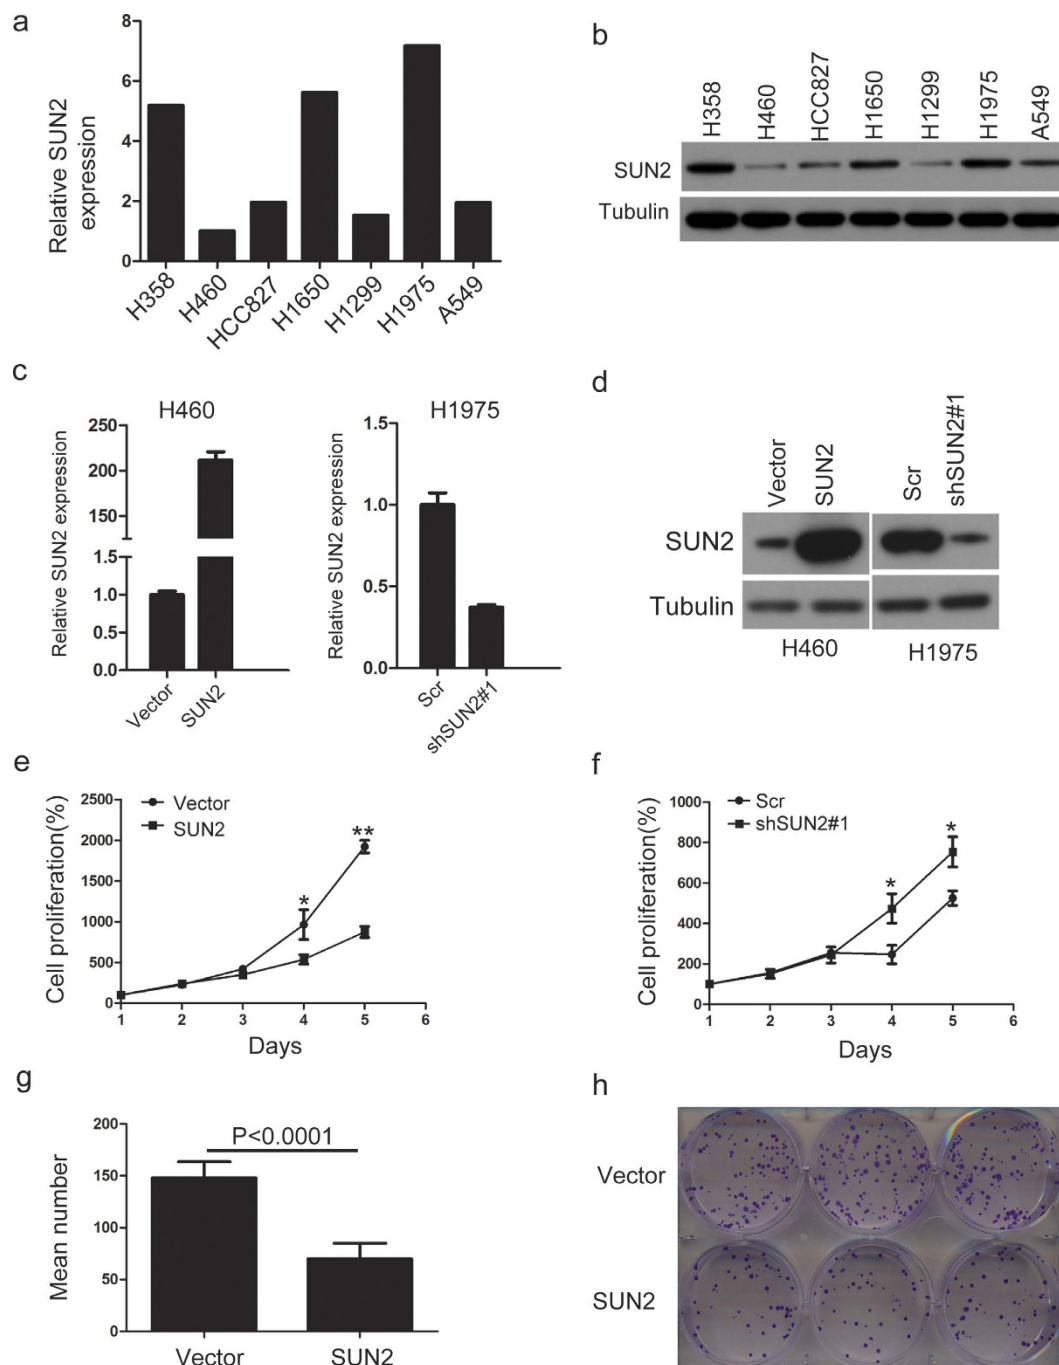 a
Relative SUN2
expression
8
6
4
2
0
H358
H460
HCC827
H1650
H1299
H1975
A549
b
H358
H460
HCC827
H1650
H1299
H1975
A549
SUN2
Tubulin
c
H460
Relative SUN2 expression
250
200
150
1.5
1.0
0.5
0.0
Vector
SUN2
H1975
Relative SUN2 expression
1.5
1.0
0.5
0.0
Scr
shSUN2#1
d
Vector
SUN2
Scr
shSUN2#1
SUN2
Tubulin
H460
H1975
e
Cell proliferation(%)
2500
2000
1500
1000
500
0
Vector
SUN2
*
**
1 2 3 4 5 6
Days
f
Cell proliferation(%)
1000
800
600
400
200
0
Scr
shSUN2#1
*
*
1 2 3 4 5 6
Days
g
Mean number
200
150
100
50
0
P<0.0001
Vector
SUN2
h
Vector
SUN2